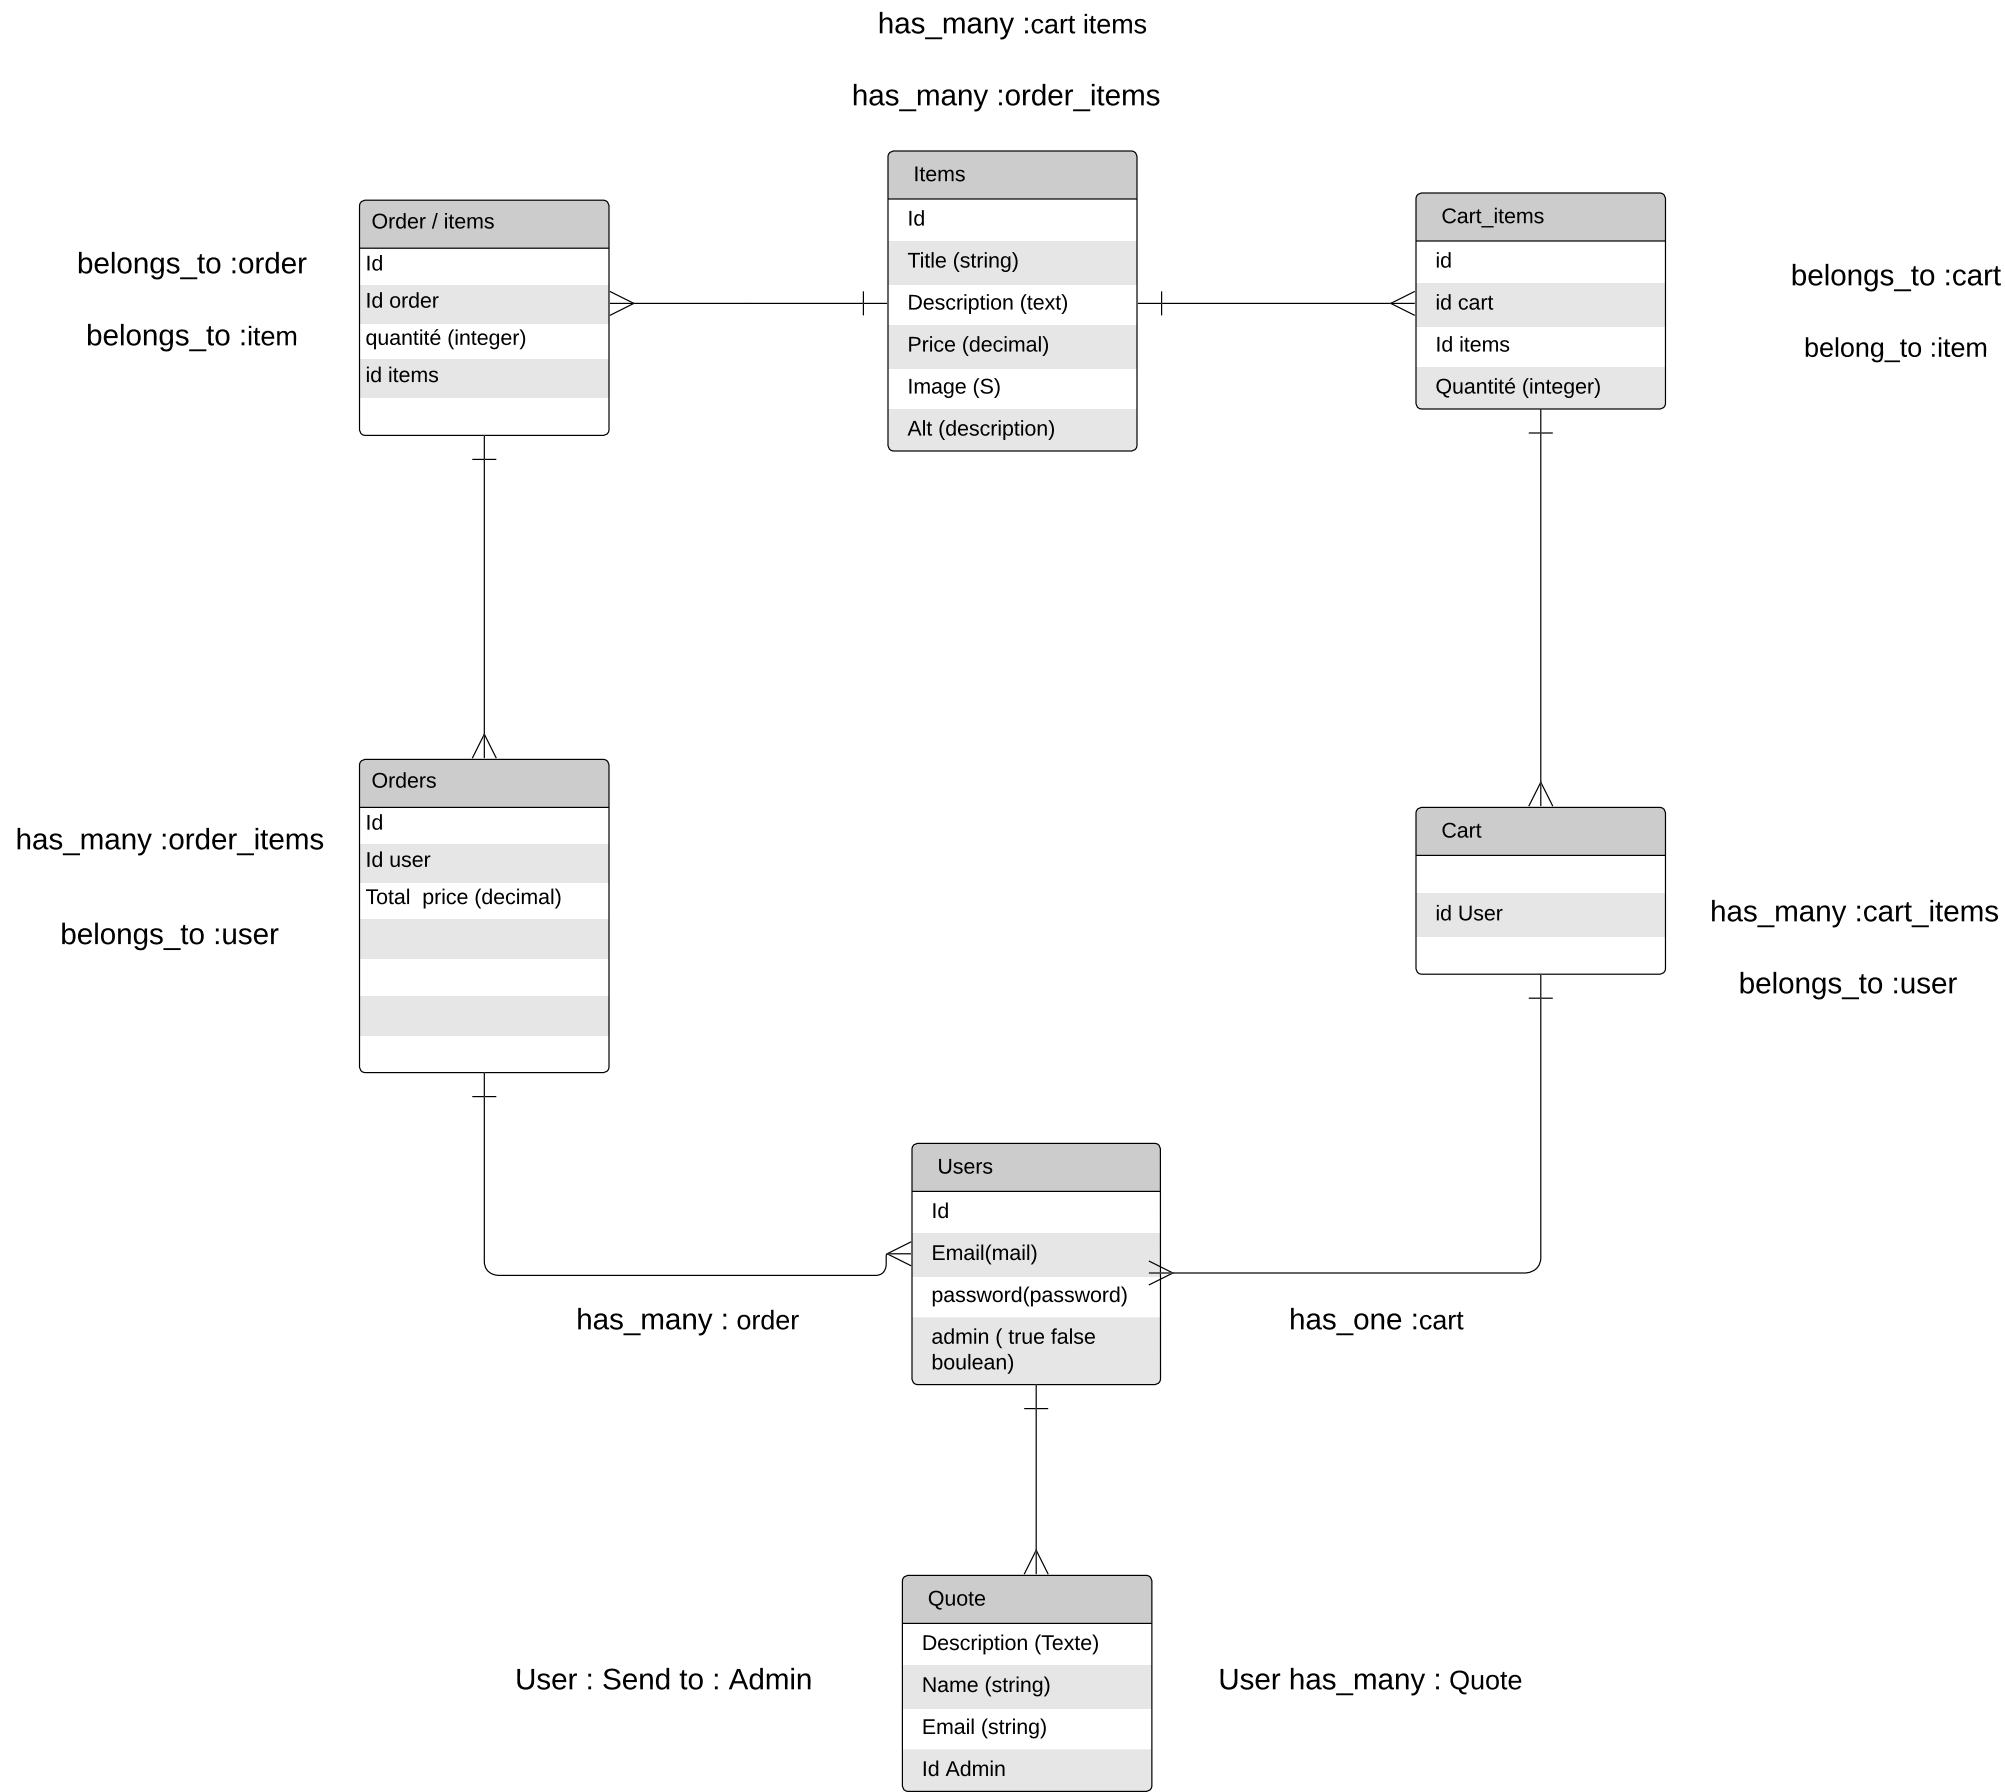 has_many :cart items
has_many :order_items
Items
Id
Title (string)
Description (text)
Price (decimal)
Image (S)
Alt (description)
Order / items
Id
Id order
quantité (integer)
id items
belongs_to :order
belongs_to :item
Cart_items
id
id cart
Id items
Quantité (integer)
belongs_to :cart
belong_to :item
Orders
Id
Id user
Total  price (decimal)
has_many :order_items
belongs_to :user
Cart
id User
has_many :cart_items
belongs_to :user
Users
Id
Email(mail)
password(password)
admin ( true false
boulean)
has_many : order
has_one :cart
Quote
Description (Texte)
Name (string)
Email (string)
Id Admin
User : Send to : Admin
User has_many : Quote